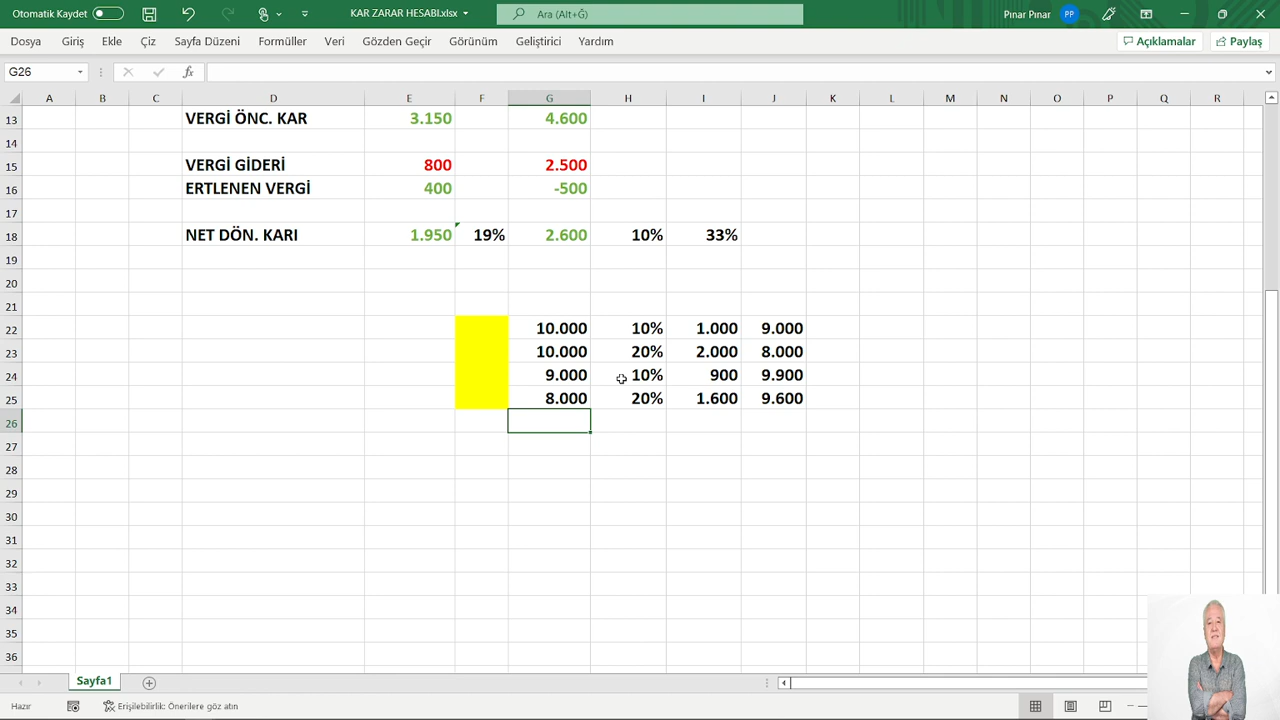 Otomatik Kaydet KAR ZARAR HESABI.xlsx Ara (Alt+Ğ) Pınar Pınar PP
Dosya Giriş Ekle Çiz Sayfa Düzeni Formüller Veri Gözden Geçir Görünüm Geliştirici Yardım Açıklamalar Paylaş
G26 fx
A B C D E F G H I J K L M N O P Q R
13 VERGİ ÖNC. KAR 3.150 4.600
14
15 VERGİ GİDERİ 800 2.500
16 ERTLENEN VERGİ 400 -500
17
18 NET DÖN. KARI 1.950 19% 2.600 10% 33%
19
20
21
22 10.000 10% 1.000 9.000
23 10.000 20% 2.000 8.000
24 9.000 10% 900 9.900
25 8.000 20% 1.600 9.600
26
27
28
29
30
31
32
33
34
35
36
Sayfa1
Hazır Erişilebilirlik: Önerilere göz atın